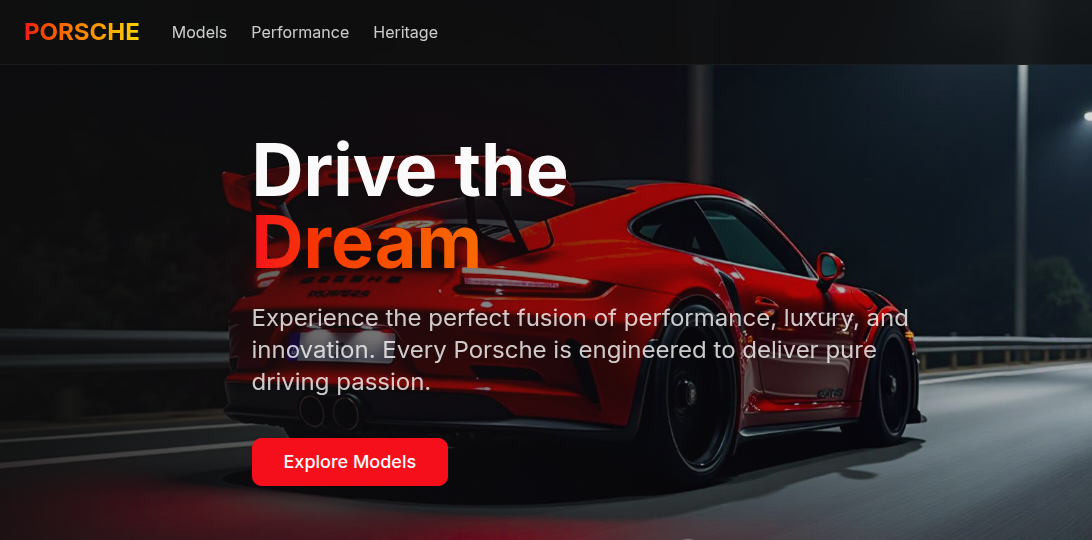 PORSCHE Models Performance Heritage
Drive the
Dream
PORSCHE
Experience the perfect fusion of performance, luxury, and
innovation. Every Porsche is engineered to deliver pure
driving passion.
Explore Models